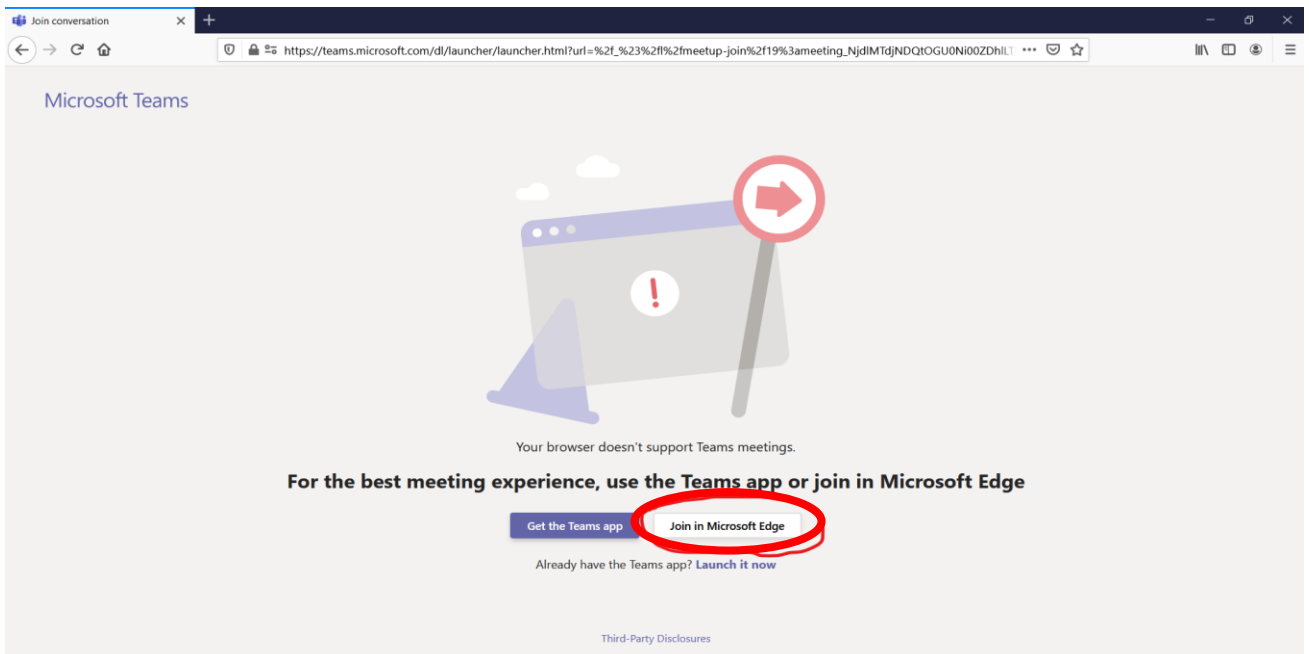 Join conversation
https://teams.microsoft.com/dl/launcher/launcher.html?url=%2f_%23%2fl%2fmeetup-join%2f19%3ameeting_NjdlMTdjNDQtOGU0Ni00ZDhlLT
Microsoft Teams
!
Your browser doesn't support Teams meetings.
For the best meeting experience, use the Teams app or join in Microsoft Edge
Get the Teams app
Join in Microsoft Edge
Already have the Teams app? Launch it now
Third-Party Disclosures